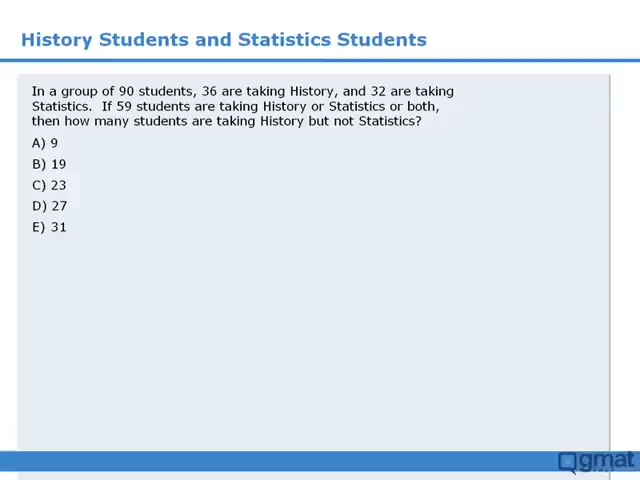 History Students and Statistics Students
In a group of 90 students, 36 are taking History, and 32 are taking
Statistics. If 59 students are taking History or Statistics or both,
then how many students are taking History but not Statistics?
A) 9
B) 19
C) 23
D) 27
E) 31
gmat